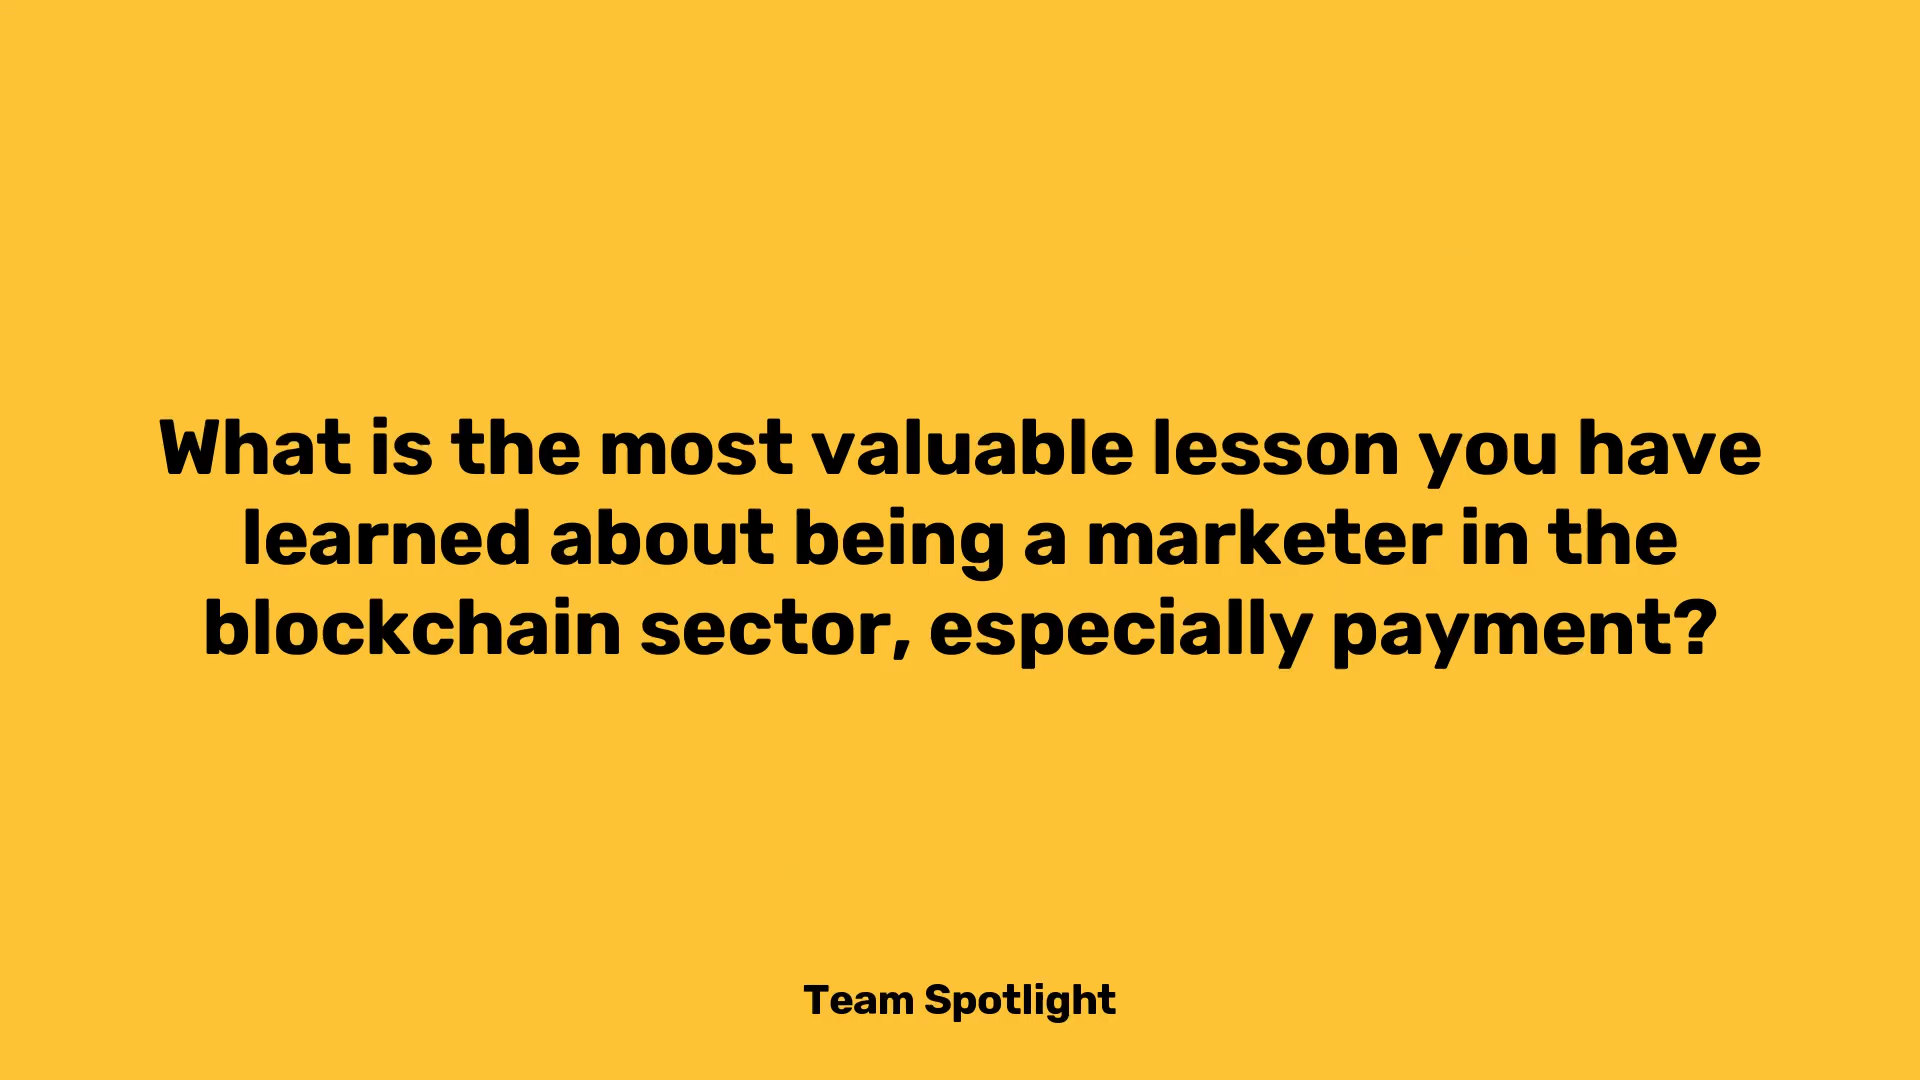 What is the most valuable lesson you have
learned about being a marketer in the
blockchain sector, especially payment?
Team Spotlight